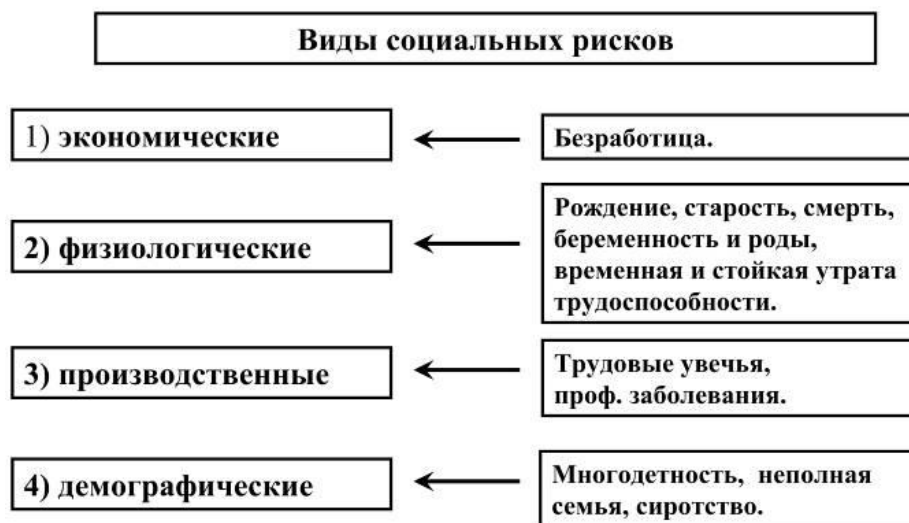 Виды социальных рисков
1) экономические
Безработица.
2) физиологические
Рождение, старость, смерть,
беременность и роды,
временная и стойкая утрата
трудоспособности.
3) производственные
Трудовые увечья,
проф. заболевания.
4) демографические
Многодетность, неполная
семья, сиротство.